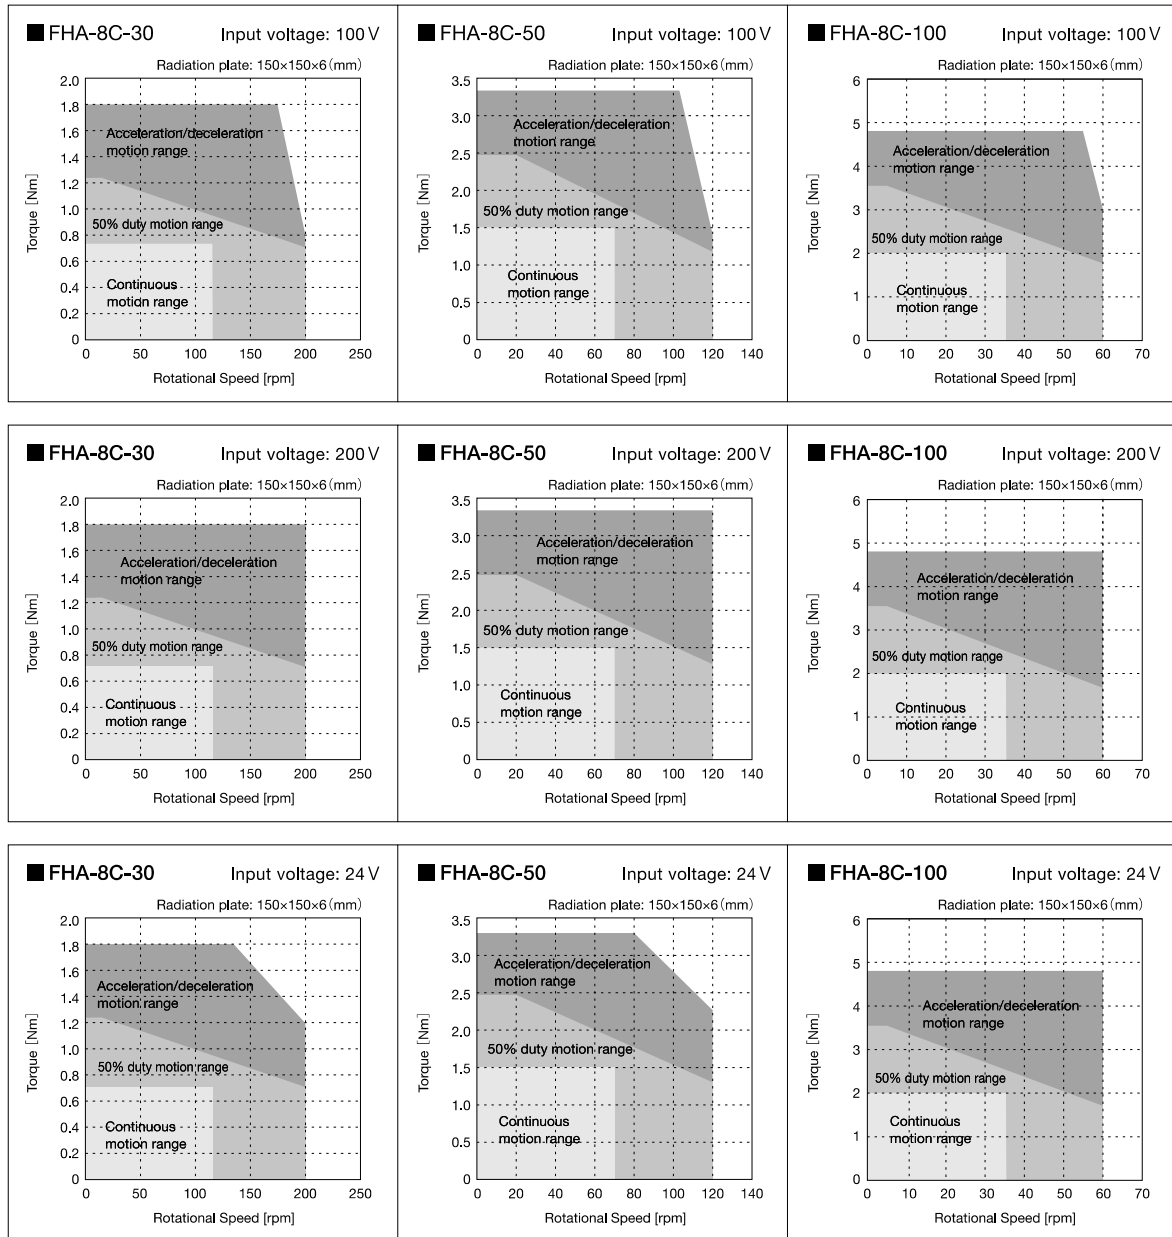 ■ FHA-8C-30 Input voltage: 100 V
Radiation plate: 150×150×6 (mm)
2.0
1.8
1.6
1.4
1.2
1.0
0.8
0.6
0.4
0.2
0
Torque [Nm]
Acceleration/deceleration
motion range
50% duty motion range
Continuous
motion range
0 50 100 150 200 250
Rotational Speed [rpm]
■ FHA-8C-50 Input voltage: 100 V
Radiation plate: 150×150×6 (mm)
3.5
3.0
2.5
2.0
1.5
1.0
0.5
0
Torque [Nm]
Acceleration/deceleration
motion range
50% duty motion range
Continuous
motion range
0 20 40 60 80 100 120 140
Rotational Speed [rpm]
■ FHA-8C-100 Input voltage: 100 V
Radiation plate: 150×150×6 (mm)
6
5
4
3
2
1
0
Torque [Nm]
Acceleration/deceleration
motion range
50% duty motion range
Continuous
motion range
0 10 20 30 40 50 60 70
Rotational Speed [rpm]
■ FHA-8C-30 Input voltage: 200 V
Radiation plate: 150×150×6 (mm)
2.0
1.8
1.6
1.4
1.2
1.0
0.8
0.6
0.4
0.2
0
Torque [Nm]
Acceleration/deceleration
motion range
50% duty motion range
Continuous
motion range
0 50 100 150 200 250
Rotational Speed [rpm]
■ FHA-8C-50 Input voltage: 200 V
Radiation plate: 150×150×6 (mm)
3.5
3.0
2.5
2.0
1.5
1.0
0.5
0
Torque [Nm]
Acceleration/deceleration
motion range
50% duty motion range
Continuous
motion range
0 20 40 60 80 100 120 140
Rotational Speed [rpm]
■ FHA-8C-100 Input voltage: 200 V
Radiation plate: 150×150×6 (mm)
6
5
4
3
2
1
0
Torque [Nm]
Acceleration/deceleration
motion range
50% duty motion range
Continuous
motion range
0 10 20 30 40 50 60 70
Rotational Speed [rpm]
■ FHA-8C-30 Input voltage: 24 V
Radiation plate: 150×150×6 (mm)
2.0
1.8
1.6
1.4
1.2
1.0
0.8
0.6
0.4
0.2
0
Torque [Nm]
Acceleration/deceleration
motion range
50% duty motion range
Continuous
motion range
0 50 100 150 200 250
Rotational Speed [rpm]
■ FHA-8C-50 Input voltage: 24 V
Radiation plate: 150×150×6 (mm)
3.5
3.0
2.5
2.0
1.5
1.0
0.5
0
Torque [Nm]
Acceleration/deceleration
motion range
50% duty motion range
Continuous
motion range
0 20 40 60 80 100 120 140
Rotational Speed [rpm]
■ FHA-8C-100 Input voltage: 24 V
Radiation plate: 150×150×6 (mm)
6
5
4
3
2
1
0
Torque [Nm]
Acceleration/deceleration
motion range
50% duty motion range
Continuous
motion range
0 10 20 30 40 50 60 70
Rotational Speed [rpm]